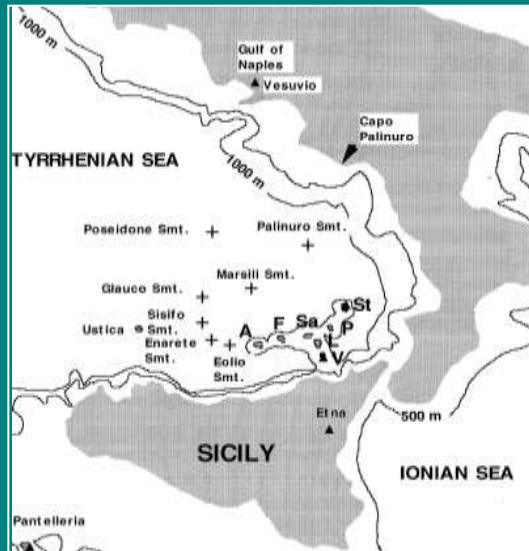 1000 m
Gulf of
Naples
Vesuvio
Capo
Palinuro
TYRRHENIAN SEA
1000 m
Poseidone Smt.
Palinuro Smt.
Marsili Smt.
Glauco Smt.
Sisifo
Smt.
Ustica
Enarete
Smt.
Eolio
Smt.
A
F
Sa
St
P
L
V
Etna
500 m
SICILY
IONIAN SEA
Pantelleria